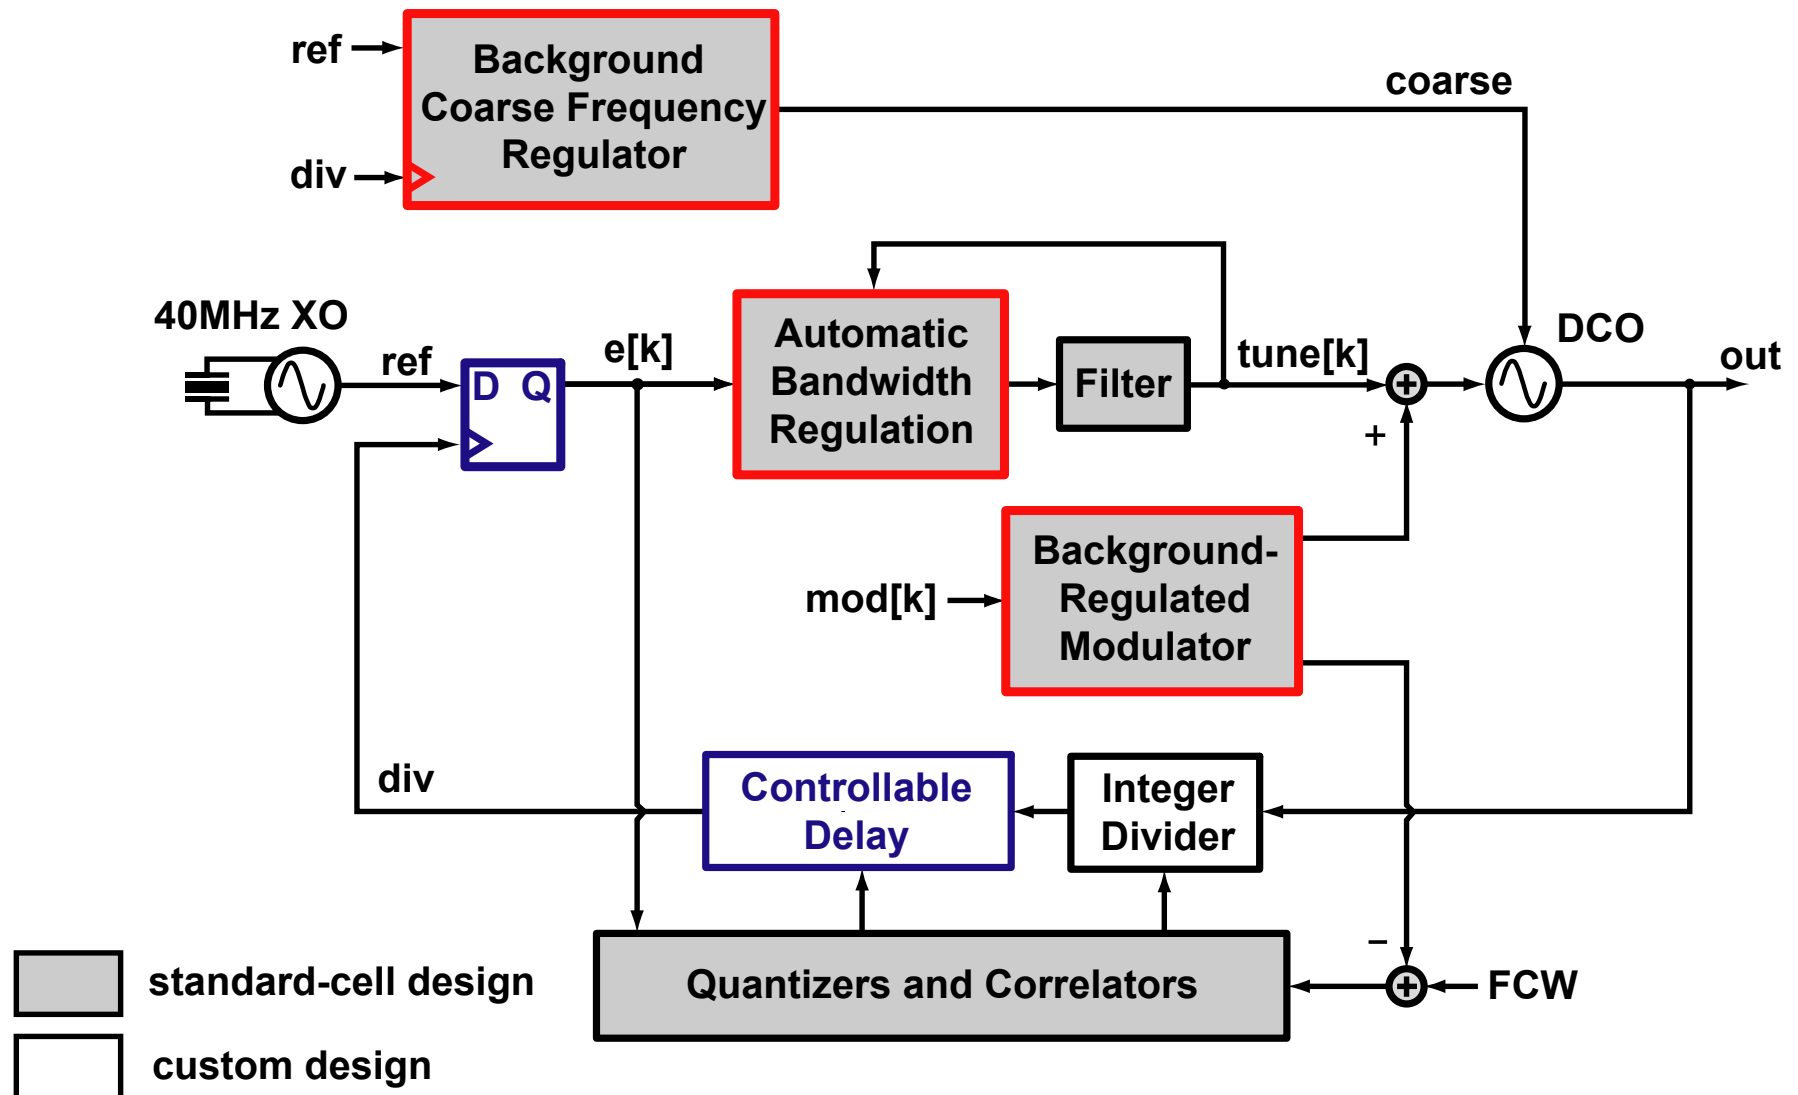 ref
Background
Coarse Frequency
Regulator
coarse
div
40MHz XO
ref
D Q
e[k]
Automatic
Bandwidth
Regulation
Filter
tune[k]
+
+
DCO
out
mod[k]
Background-
Regulated
Modulator
div
Controllable
Delay
Integer
Divider
Quantizers and Correlators
−
+
FCW
standard-cell design
custom design